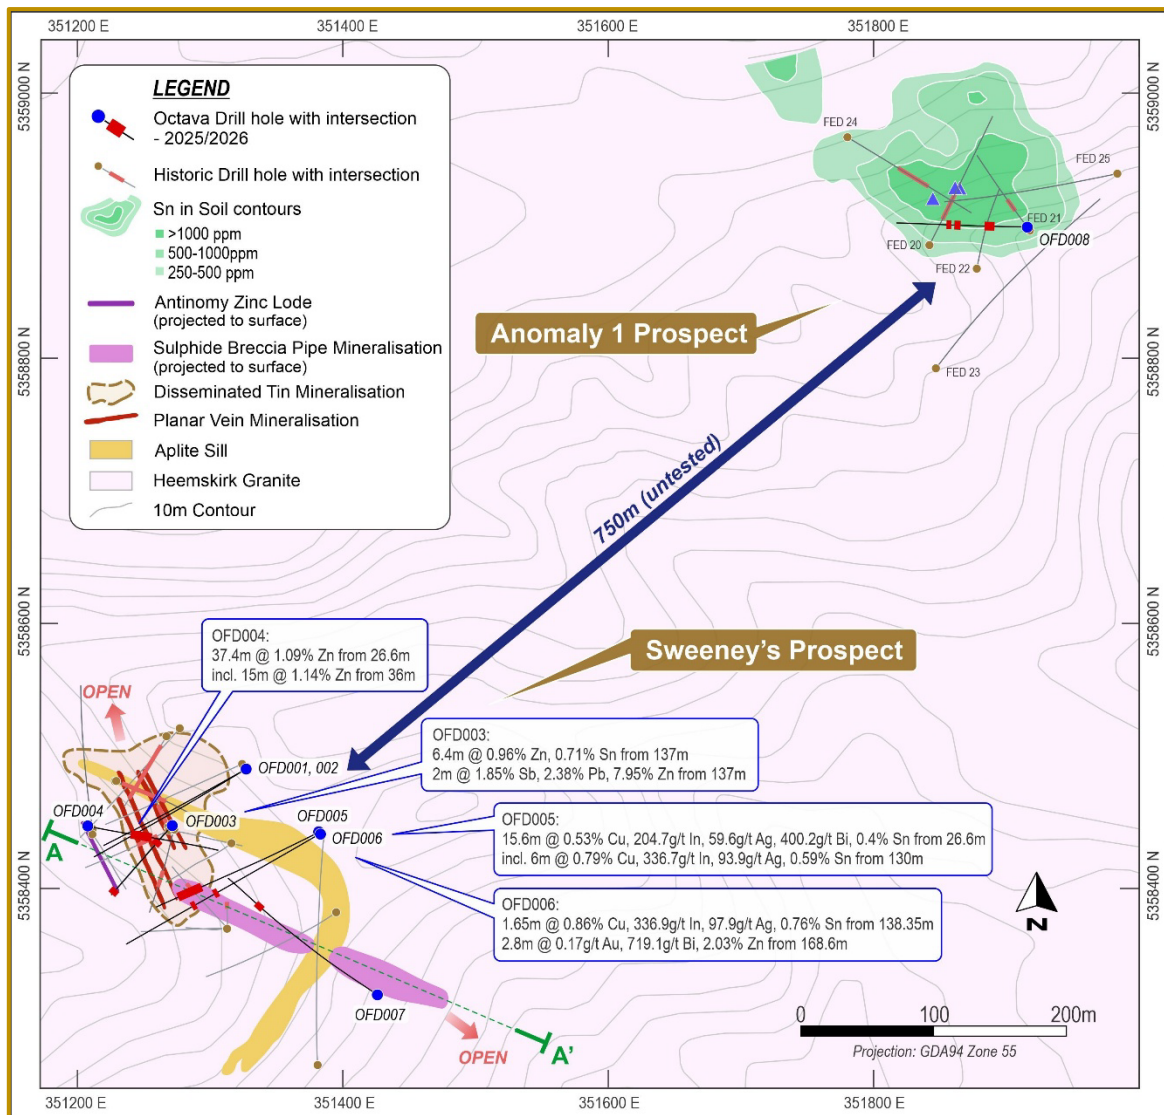 351200 E
351400 E
351600 E
351800 E
5359000 N
5358800 N
5358600 N
5358400 N
5359000 N
5358800 N
5358600 N
5358400 N
LEGEND
Octava Drill hole with intersection
- 2025/2026
Historic Drill hole with intersection
Sn in Soil contours
>1000 ppm
500-1000ppm
250-500 ppm
Antinomy Zinc Lode
(projected to surface)
Sulphide Breccia Pipe Mineralisation
(projected to surface)
Disseminated Tin Mineralisation
Planar Vein Mineralisation
Aplite Sill
Heemskirk Granite
10m Contour
FED 24
FED 25
FED 21
OFD008
FED 20
FED 22
FED 23
Anomaly 1 Prospect
750m (untested)
Sweeney's Prospect
OFD004:
37.4m @ 1.09% Zn from 26.6m
incl. 15m @ 1.14% Zn from 36m
OPEN
OFD003:
6.4m @ 0.96% Zn, 0.71% Sn from 137m
2m @ 1.85% Sb, 2.38% Pb, 7.95% Zn from 137m
OFD001, 002
OFD004
OFD003
OFD005
OFD006
OFD005:
15.6m @ 0.53% Cu, 204.7g/t In, 59.6g/t Ag, 400.2g/t Bi, 0.4% Sn from 26.6m
incl. 6m @ 0.79% Cu, 336.7g/t In, 93.9g/t Ag, 0.59% Sn from 130m
A
OFD006:
1.65m @ 0.86% Cu, 336.9g/t In, 97.9g/t Ag, 0.76% Sn from 138.35m
2.8m @ 0.17g/t Au, 719.1g/t Bi, 2.03% Zn from 168.6m
N
OFD007
OPEN
A'
0
100
200m
Projection: GDA94 Zone 55